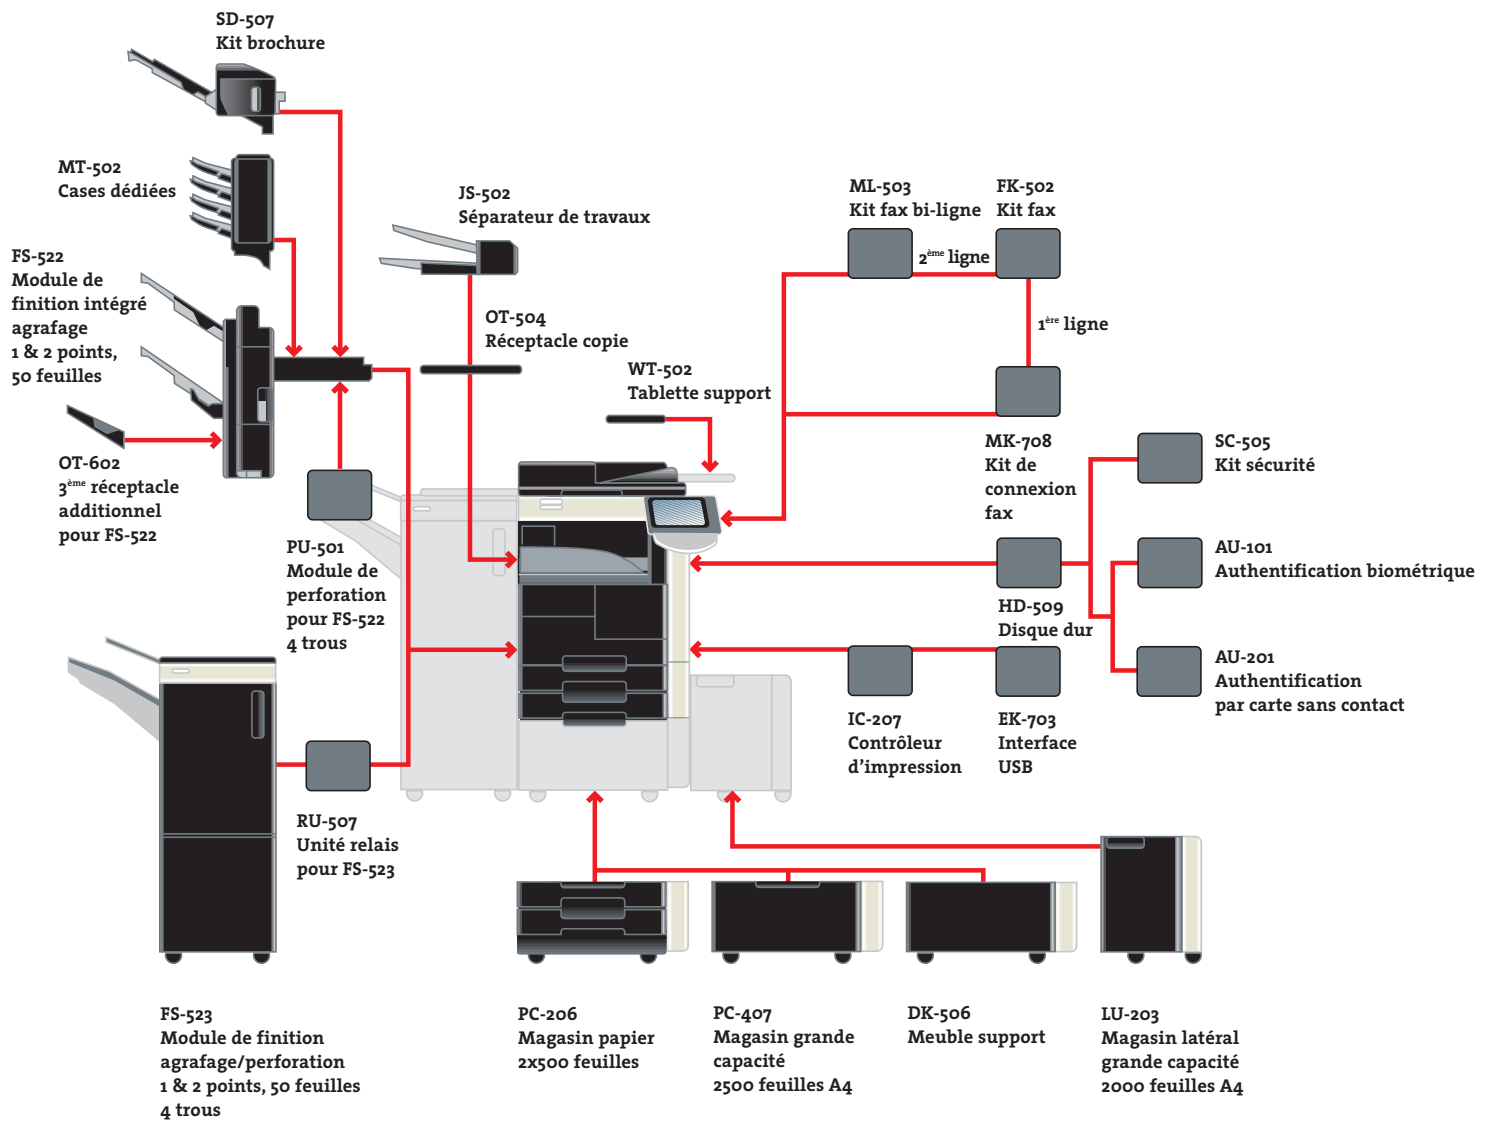 SD-507
Kit brochure
MT-502
Cases dédiées
FS-522
Module de
finition intégré
agrafage
1 & 2 points,
50 feuilles
OT-602
3ème réceptacle
additionnel
pour FS-522
JS-502
Séparateur de travaux
OT-504
Réceptacle copie
WT-502
Tablette support
ML-503
Kit fax bi-ligne
FK-502
Kit fax
2ème ligne
1ère ligne
MK-708
Kit de
connexion
fax
SC-505
Kit sécurité
AU-101
Authentification biométrique
HD-509
Disque dur
AU-201
Authentification
par carte sans contact
IC-207
Contrôleur
d'impression
EK-703
Interface
USB
PU-501
Module de
perforation
pour FS-522
4 trous
RU-507
Unité relais
pour FS-523
FS-523
Module de finition
agrafage/perforation
1 & 2 points, 50 feuilles
4 trous
PC-206
Magasin papier
2x500 feuilles
PC-407
Magasin grande
capacité
2500 feuilles A4
DK-506
Meuble support
LU-203
Magasin latéral
grande capacité
2000 feuilles A4